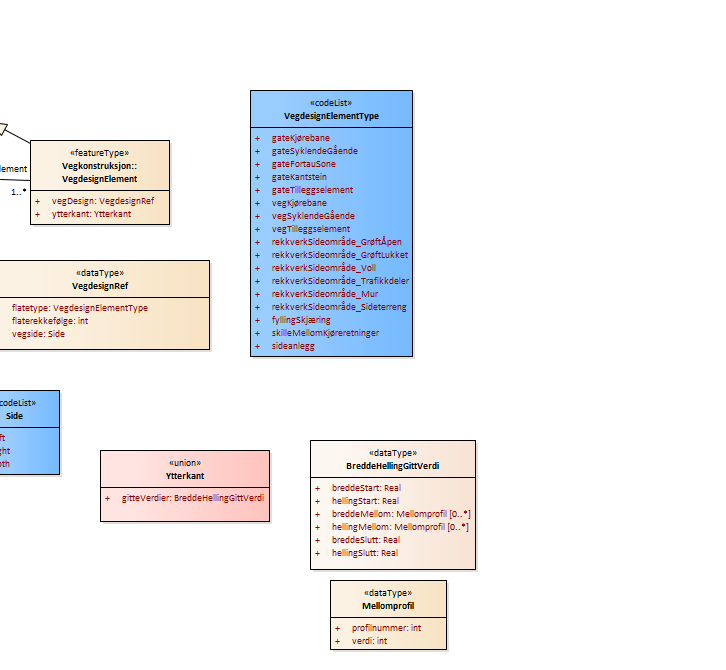 «codeList»
VegdesignElementType
+ gateKjørebane
+ gateSyklendeGående
+ gateFortauSone
+ gateKantstein
+ gateTilleggselement
+ vegKjørebane
+ vegSyklendeGående
+ vegTilleggselement
+ rekkverkSideområde_GrøftÅpen
+ rekkverkSideområde_GrøftLukket
+ rekkverkSideområde_Voll
+ rekkverkSideområde_Trafikkdeler
+ rekkverkSideområde_Mur
+ rekkverkSideområde_Sideterreng
+ fyllingSkjæring
+ skilleMellomKjøreretninger
+ sideanlegg
«featureType»
Vegkonstruksjon::
VegdesignElement
+ vegDesign: VegdesignRef
+ ytterkant: Ytterkant
lement
1..*
«dataType»
VegdesignRef
flatetype: VegdesignElementType
flaterekkefølge: int
vegside: Side
codeList»
Side
ft
ght
oth
«union»
Ytterkant
+ gitteVerdier: BreddeHellingGittVerdi
«dataType»
BreddeHellingGittVerdi
+ breddeStart: Real
+ hellingStart: Real
+ breddeMellom: Mellomprofil [0..*]
+ hellingMellom: Mellomprofil [0..*]
+ breddeSlutt: Real
+ hellingSlutt: Real
«dataType»
Mellomprofil
+ profilnummer: int
+ verdi: int